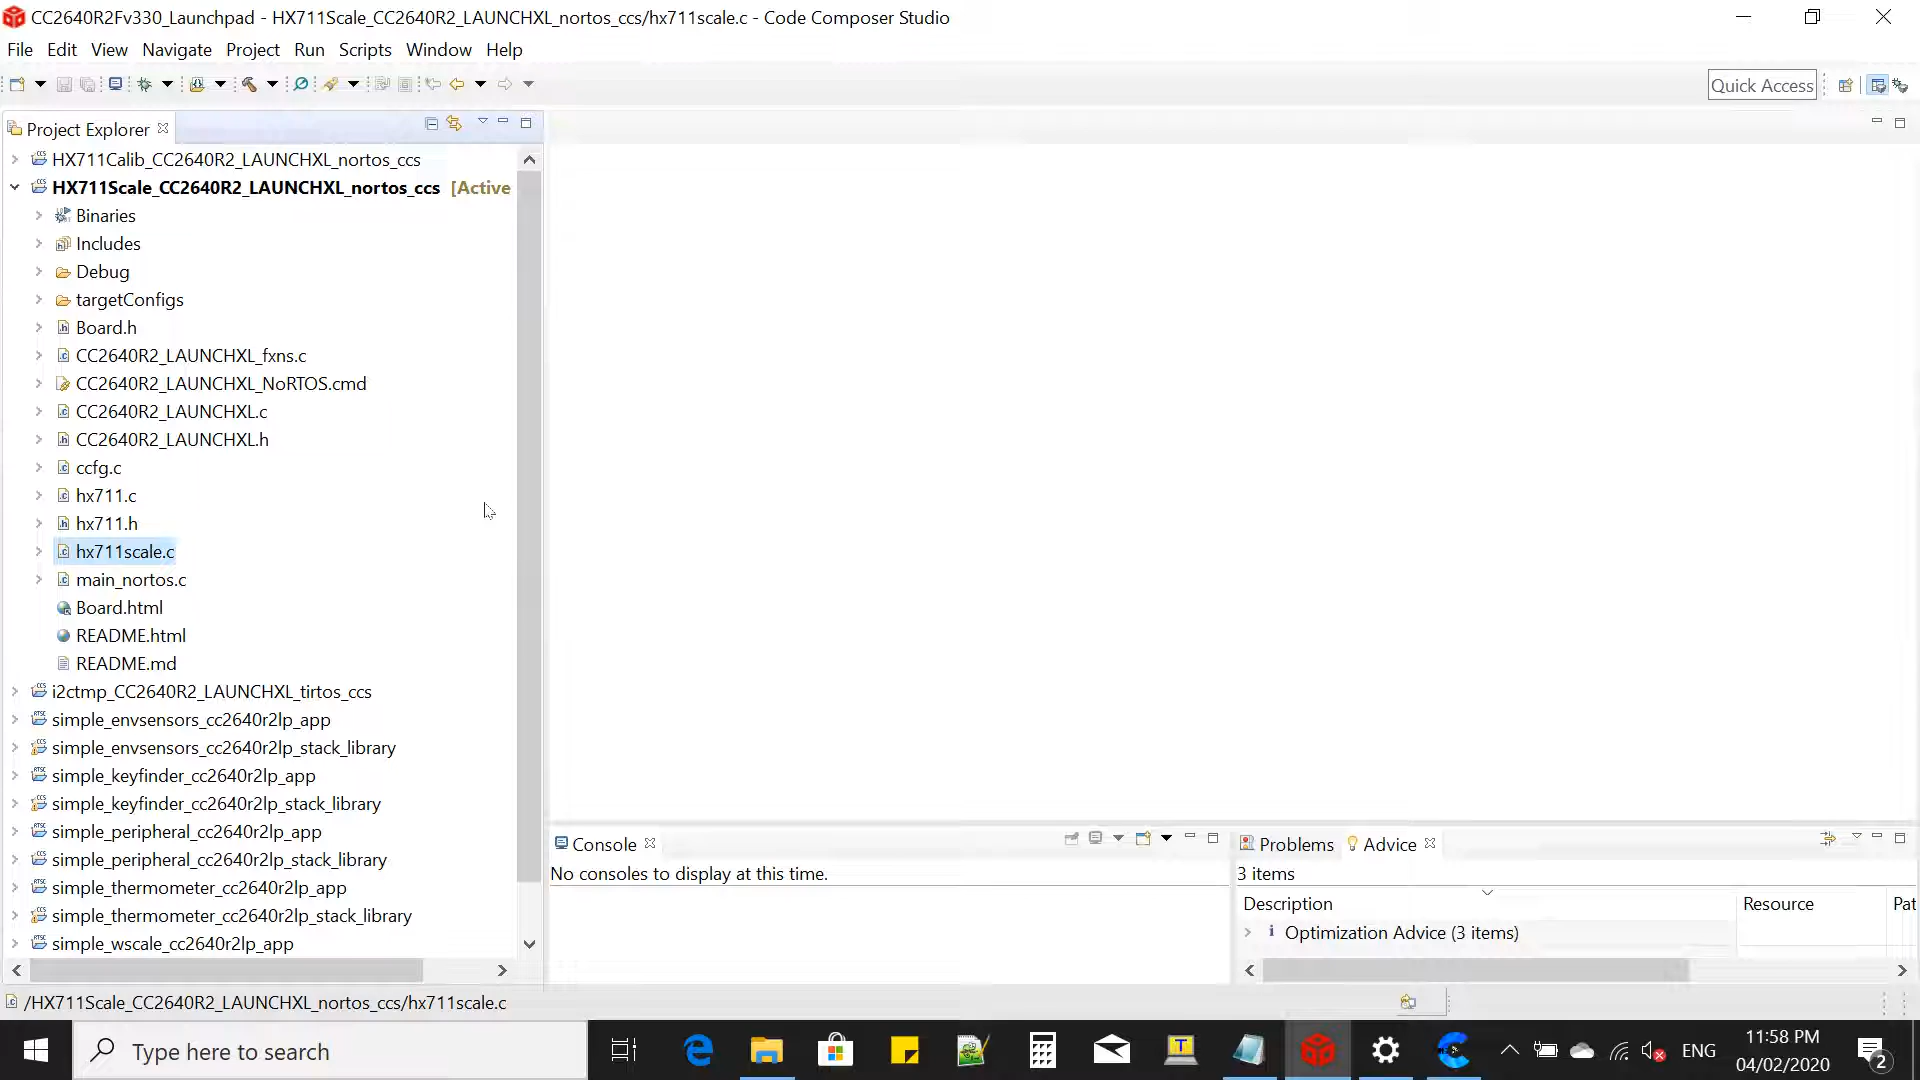 CC2640R2Fv330_Launchpad - HX711Scale_CC2640R2_LAUNCHXL_nortos_ccs/hx711scale.c - Code Composer Studio
File Edit View Navigate Project Run Scripts Window Help
Quick Access
Project Explorer
HX711Calib_CC2640R2_LAUNCHXL_nortos_ccs
HX711Scale_CC2640R2_LAUNCHXL_nortos_ccs [Active
Binaries
Includes
Debug
targetConfigs
Board.h
CC2640R2_LAUNCHXL_fxns.c
CC2640R2_LAUNCHXL_NoRTOS.cmd
CC2640R2_LAUNCHXL.c
CC2640R2_LAUNCHXL.h
ccfg.c
hx711.c
hx711.h
hx711scale.c
main_nortos.c
Board.html
README.html
README.md
i2ctmp_CC2640R2_LAUNCHXL_tirtos_ccs
simple_envsensors_cc2640r2lp_app
simple_envsensors_cc2640r2lp_stack_library
simple_keyfinder_cc2640r2lp_app
simple_keyfinder_cc2640r2lp_stack_library
simple_peripheral_cc2640r2lp_app
simple_peripheral_cc2640r2lp_stack_library
simple_thermometer_cc2640r2lp_app
simple_thermometer_cc2640r2lp_stack_library
simple_wscale_cc2640r2lp_app
Console
No consoles to display at this time.
Problems Advice
3 items
Description Resource Pat
Optimization Advice (3 items)
/HX711Scale_CC2640R2_LAUNCHXL_nortos_ccs/hx711scale.c
Type here to search
ENG
11:58 PM
04/02/2020
2